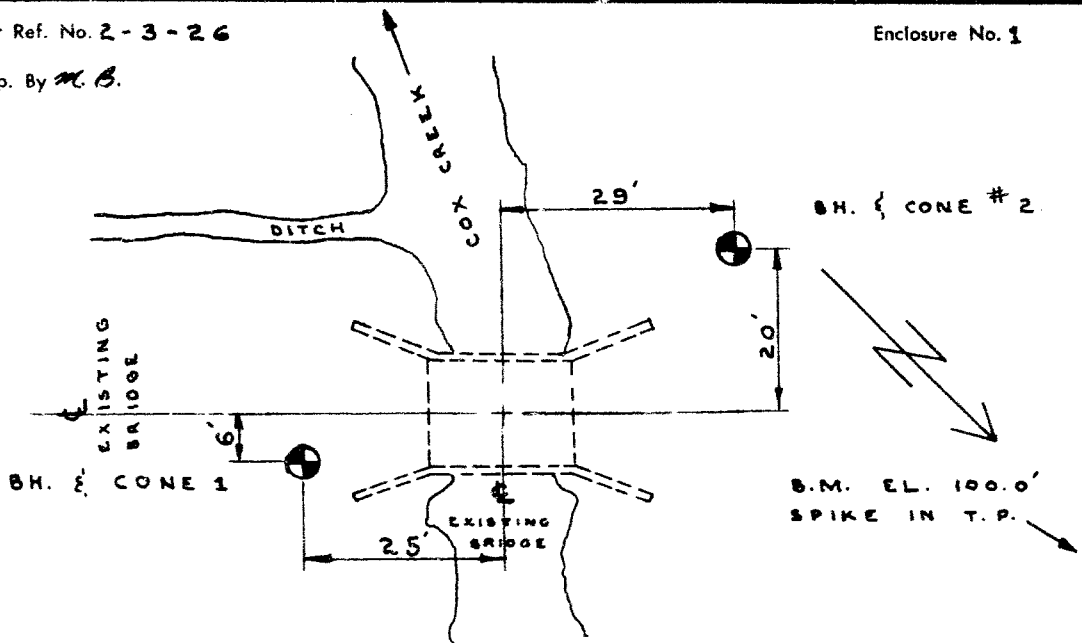 Ref. No. 2-3-26
Enclosure No. 1
By M. B.
COX CREEK
29'
BH. & CONE #2
DITCH
20'
℄ EXISTING
BRIDGE
6'
BH. & CONE 1
℄
EXISTING
BRIDGE
25'
B.M. EL. 100.0'
SPIKE IN T.P.